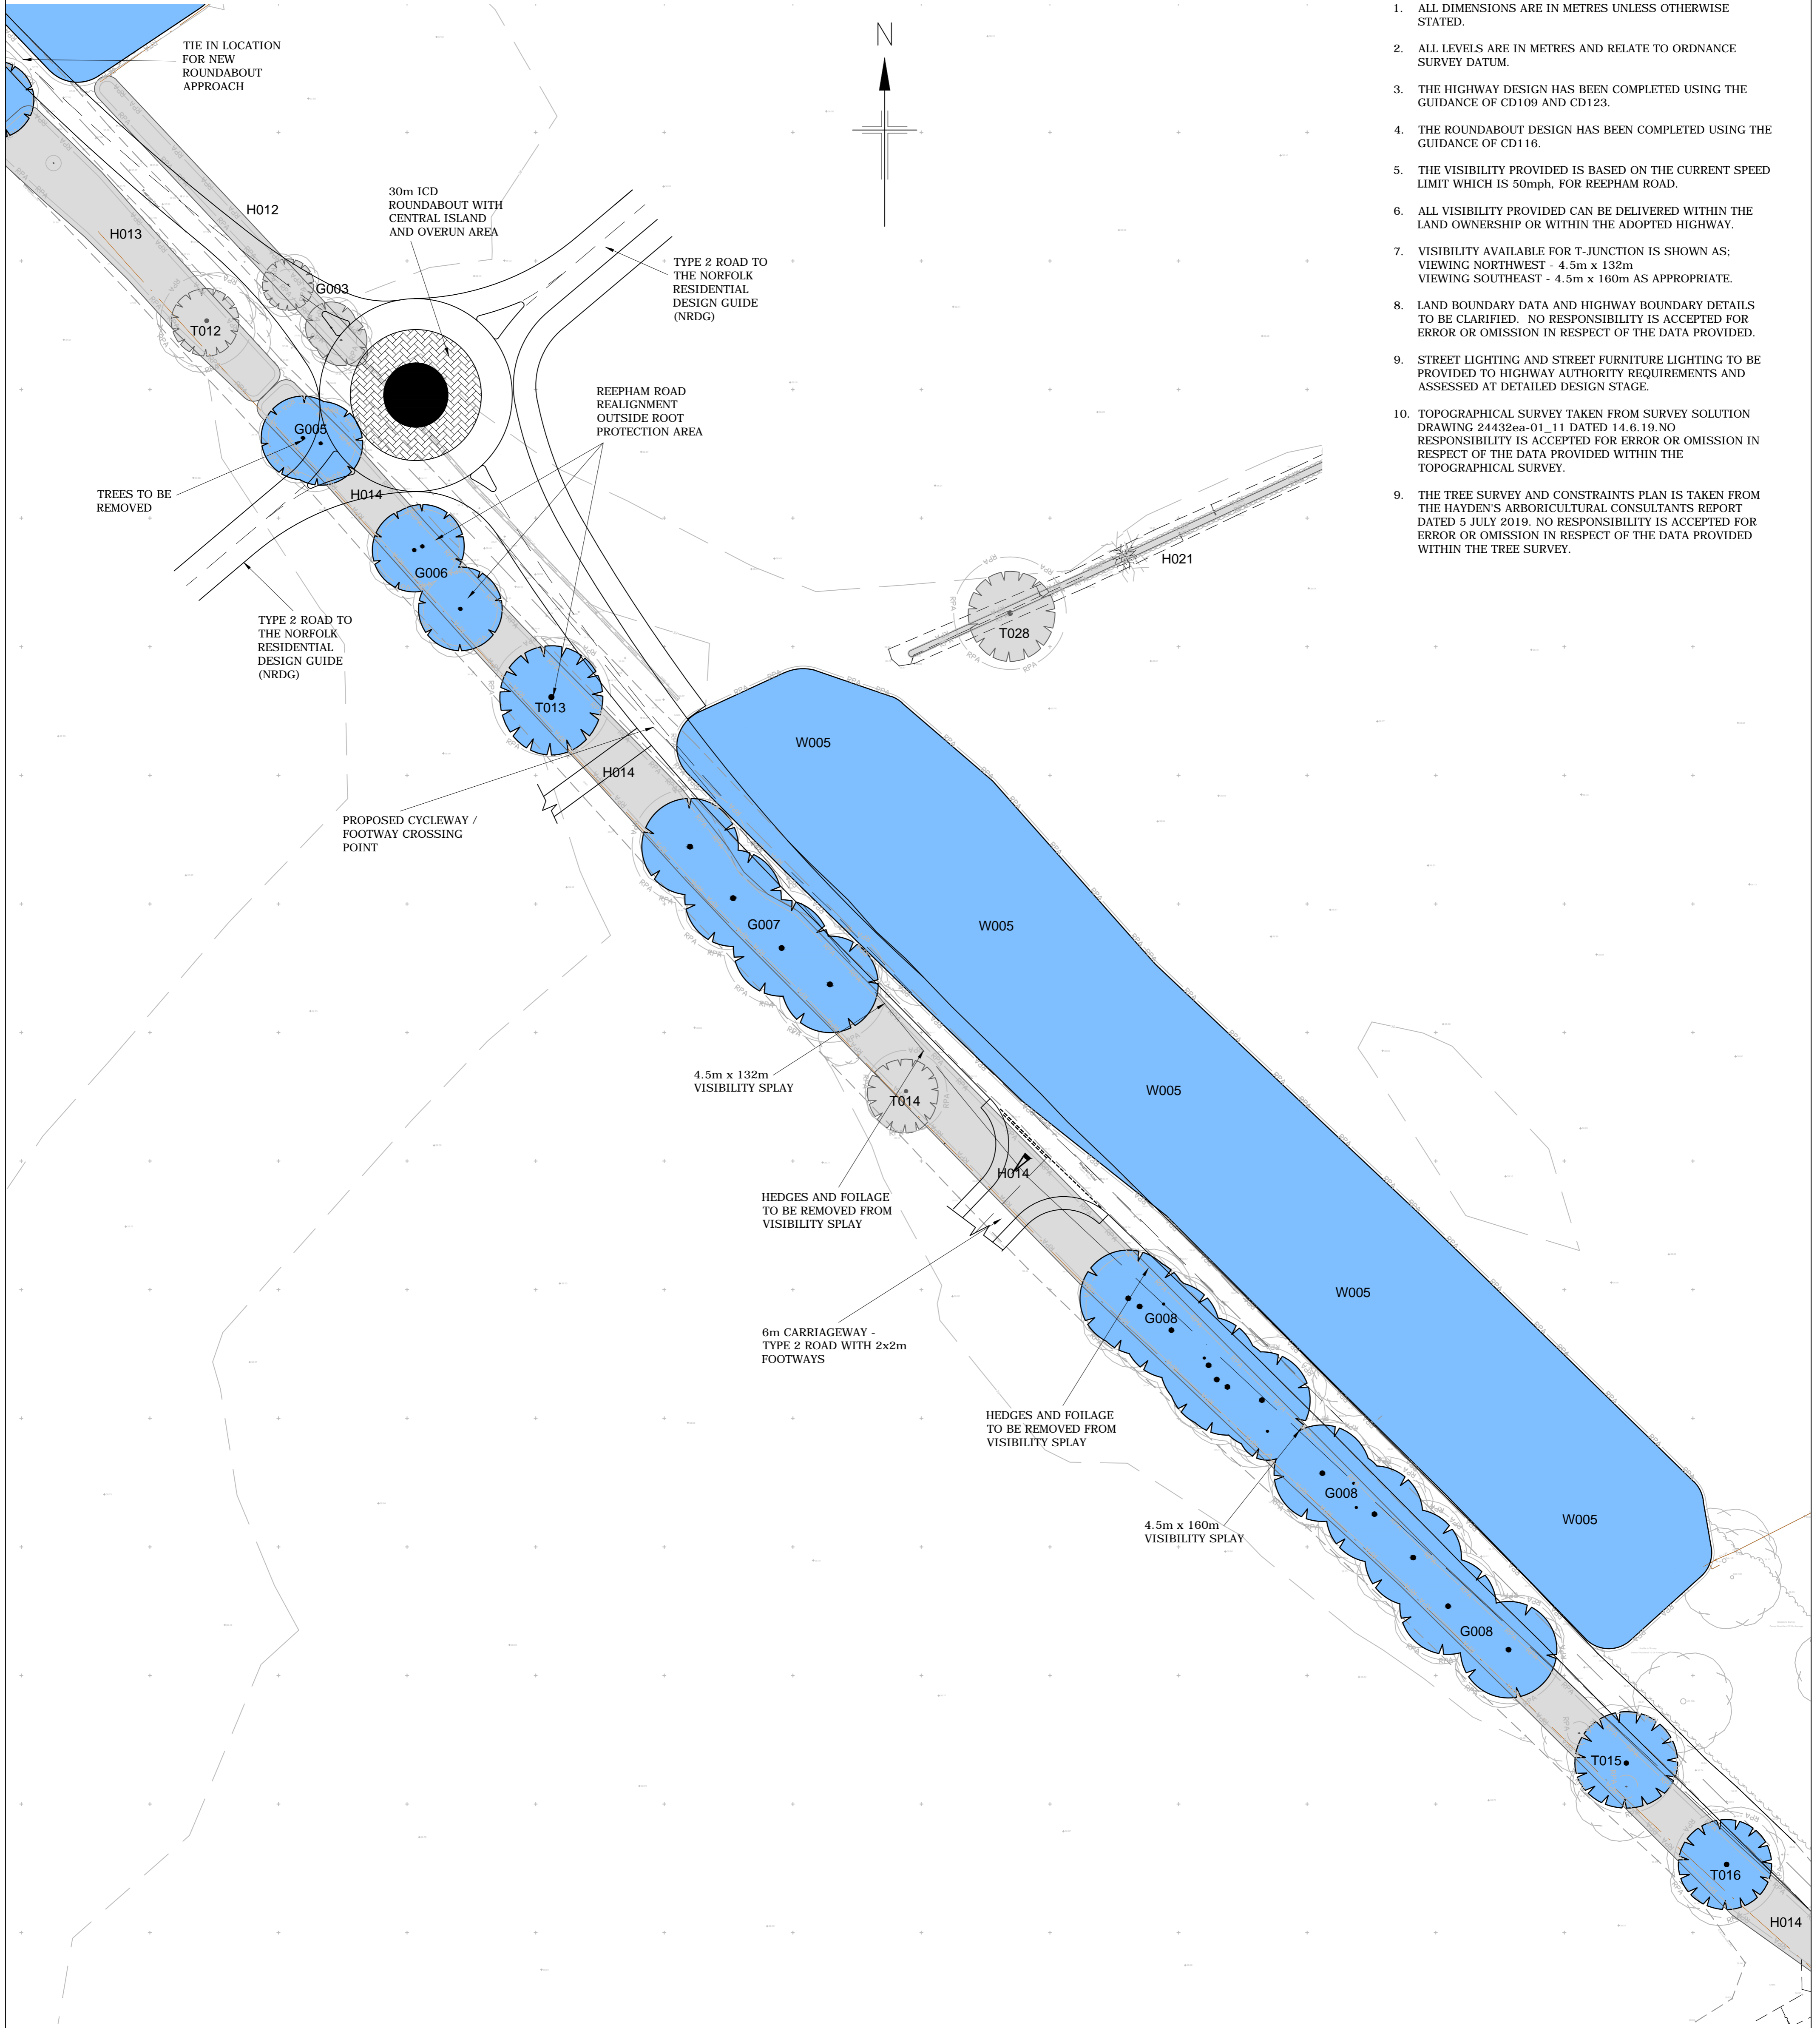 1. ALL DIMENSIONS ARE IN METRES UNLESS OTHERWISE
STATED.
2. ALL LEVELS ARE IN METRES AND RELATE TO ORDNANCE
SURVEY DATUM.
3. THE HIGHWAY DESIGN HAS BEEN COMPLETED USING THE
GUIDANCE OF CD109 AND CD123.
4. THE ROUNDABOUT DESIGN HAS BEEN COMPLETED USING THE
GUIDANCE OF CD116.
5. THE VISIBILITY PROVIDED IS BASED ON THE CURRENT SPEED
LIMIT WHICH IS 50mph, FOR REEPHAM ROAD.
6. ALL VISIBILITY PROVIDED CAN BE DELIVERED WITHIN THE
LAND OWNERSHIP OR WITHIN THE ADOPTED HIGHWAY.
7. VISIBILITY AVAILABLE FOR T-JUNCTION IS SHOWN AS;
VIEWING NORTHWEST - 4.5m x 132m
VIEWING SOUTHEAST - 4.5m x 160m AS APPROPRIATE.
8. LAND BOUNDARY DATA AND HIGHWAY BOUNDARY DETAILS
TO BE CLARIFIED. NO RESPONSIBILITY IS ACCEPTED FOR
ERROR OR OMISSION IN RESPECT OF THE DATA PROVIDED.
9. STREET LIGHTING AND STREET FURNITURE LIGHTING TO BE
PROVIDED TO HIGHWAY AUTHORITY REQUIREMENTS AND
ASSESSED AT DETAILED DESIGN STAGE.
10. TOPOGRAPHICAL SURVEY TAKEN FROM SURVEY SOLUTION
DRAWING 24432ea-01_11 DATED 14.6.19.NO
RESPONSIBILITY IS ACCEPTED FOR ERROR OR OMISSION IN
RESPECT OF THE DATA PROVIDED WITHIN THE
TOPOGRAPHICAL SURVEY.
9. THE TREE SURVEY AND CONSTRAINTS PLAN IS TAKEN FROM
THE HAYDEN'S ARBORICULTURAL CONSULTANTS REPORT
DATED 5 JULY 2019. NO RESPONSIBILITY IS ACCEPTED FOR
ERROR OR OMISSION IN RESPECT OF THE DATA PROVIDED
WITHIN THE TREE SURVEY.
N
TIE IN LOCATION
FOR NEW
ROUNDABOUT
APPROACH
H012
H013
30m ICD
ROUNDABOUT WITH
CENTRAL ISLAND
AND OVERUN AREA
G003
T012
TYPE 2 ROAD TO
THE NORFOLK
RESIDENTIAL
DESIGN GUIDE
(NRDG)
REEPHAM ROAD
REALIGNMENT
OUTSIDE ROOT
PROTECTION AREA
G005
TREES TO BE
REMOVED
H014
G006
H021
T028
TYPE 2 ROAD TO
THE NORFOLK
RESIDENTIAL
DESIGN GUIDE
(NRDG)
T013
W005
H014
PROPOSED CYCLEWAY /
FOOTWAY CROSSING
POINT
G007
W005
4.5m x 132m
VISIBILITY SPLAY
T014
W005
H014
HEDGES AND FOILAGE
TO BE REMOVED FROM
VISIBILITY SPLAY
W005
G008
6m CARRIAGEWAY -
TYPE 2 ROAD WITH 2x2m
FOOTWAYS
HEDGES AND FOILAGE
TO BE REMOVED FROM
VISIBILITY SPLAY
G008
W005
4.5m x 160m
VISIBILITY SPLAY
G008
T015
T016
H014
RPA